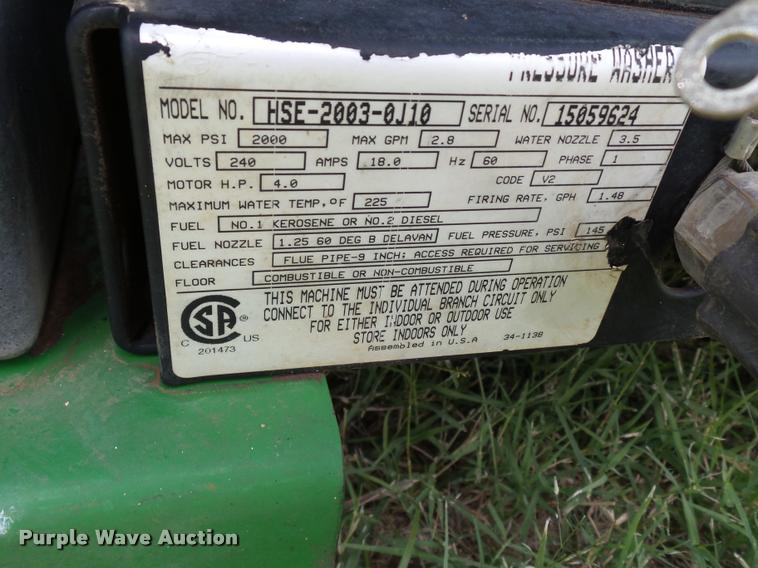 PRESSURE WASHER
MODEL NO. HSE-2003-0J10 SERIAL NO. 15059624
MAX PSI 2000 MAX GPM 2.8 WATER NOZZLE 3.5
VOLTS 240 AMPS 18.0 Hz 60 PHASE 1
MOTOR H.P. 4.0 CODE V2
MAXIMUM WATER TEMP,OF 225 FIRING RATE, GPH 1.48
FUEL NO.1 KEROSENE OR NO.2 DIESEL
FUEL NOZZLE 1.25 60 DEG B DELAVAN FUEL PRESSURE, PSI 145
CLEARANCES FLUE PIPE-9 INCH: ACCESS REQUIRED FOR SERVICING
FLOOR COMBUSTIBLE OR NON-COMBUSTIBLE
THIS MACHINE MUST BE ATTENDED DURING OPERATION
CONNECT TO THE INDIVIDUAL BRANCH CIRCUIT ONLY
FOR EITHER INDOOR OR OUTDOOR USE
STORE INDOORS ONLY
Assembled in U.S.A 34-1138
CSA ®
C US
201473
Purple Wave Auction